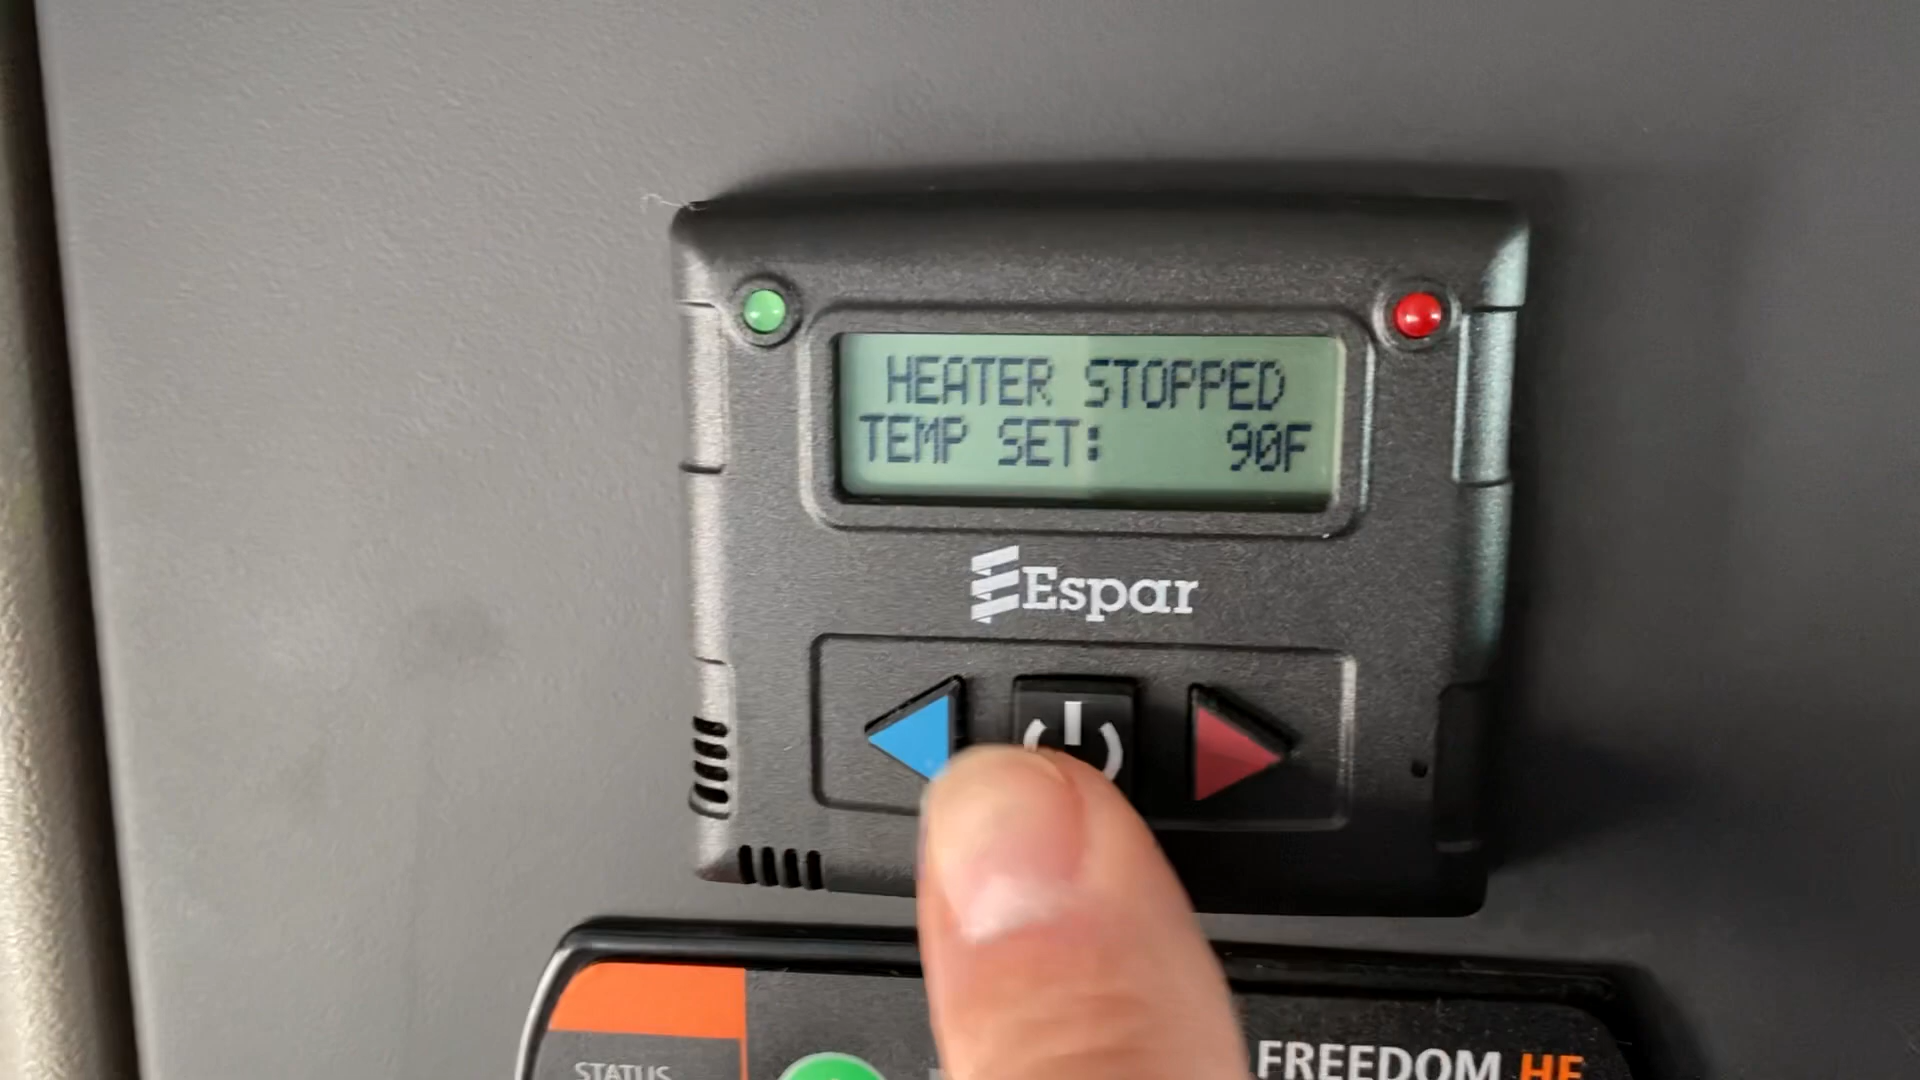 HEATER STOPPED
TEMP SET: 90F
Espar
STATUS
FREEDOM HF